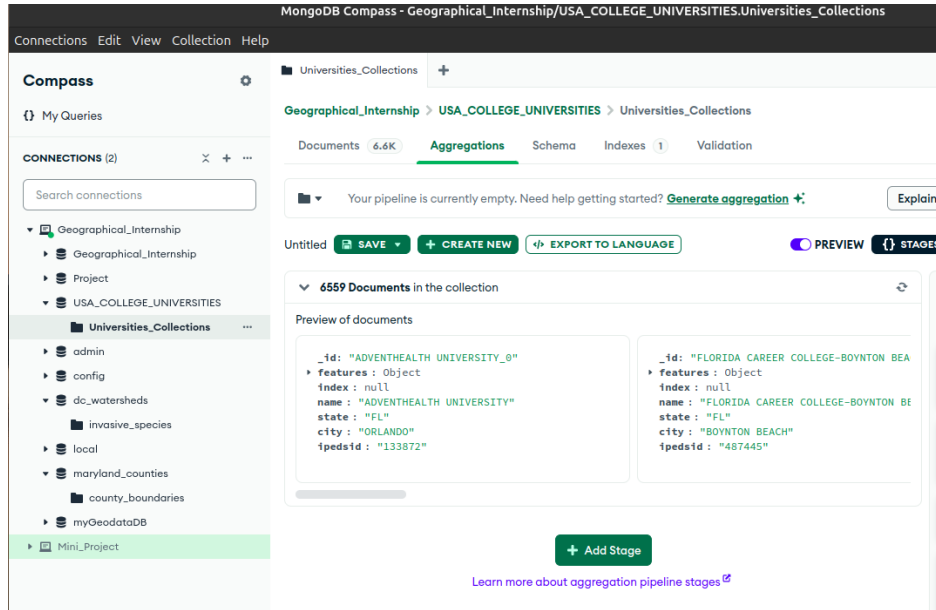 MongoDB Compass - Geographical_Internship/USA_COLLEGE_UNIVERSITIES.Universities_Collections
Connections Edit View Collection Help
Compass
{} My Queries
CONNECTIONS (2)
Search connections
Geographical_Internship
Geographical_Internship
Project
USA_COLLEGE_UNIVERSITIES
Universities_Collections
admin
config
dc_watersheds
invasive_species
local
maryland_counties
county_boundaries
myGeodataDB
Mini_Project
Universities_Collections
Geographical_Internship > USA_COLLEGE_UNIVERSITIES > Universities_Collections
Documents 6.6K Aggregations Schema Indexes 1 Validation
Your pipeline is currently empty. Need help getting started? Generate aggregation
Explain
Untitled SAVE + CREATE NEW </> EXPORT TO LANGUAGE PREVIEW {} STAGES
6559 Documents in the collection
Preview of documents
_id: "ADVENTHEALTH UNIVERSITY_0"
features : Object
index : null
name : "ADVENTHEALTH UNIVERSITY"
state : "FL"
city : "ORLANDO"
ipedsid : "133872"
_id: "FLORIDA CAREER COLLEGE-BOYNTON BEA
features : Object
index : null
name : "FLORIDA CAREER COLLEGE-BOYNTON BE
state : "FL"
city : "BOYNTON BEACH"
ipedsid : "487445"
+ Add Stage
Learn more about aggregation pipeline stages